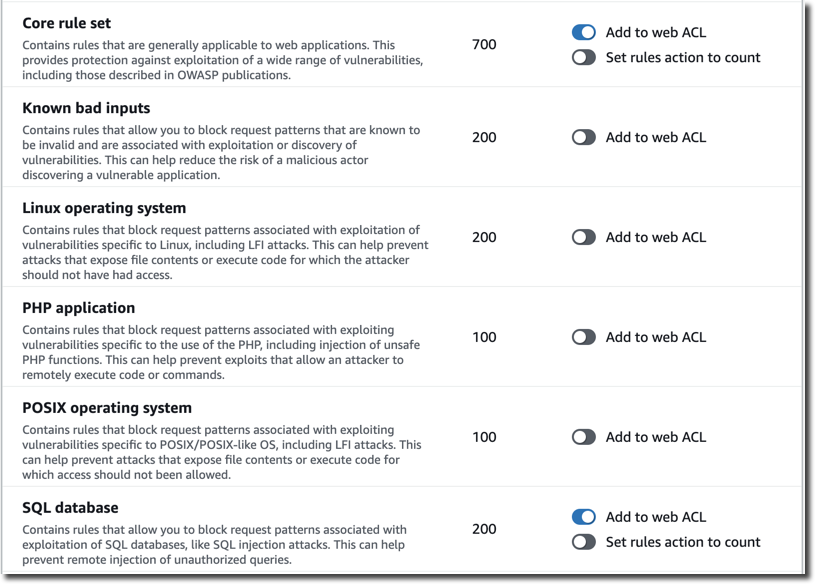 Core rule set
Contains rules that are generally applicable to web applications. This
provides protection against exploitation of a wide range of vulnerabilities,
including those described in OWASP publications.
700
Add to web ACL
Set rules action to count
Known bad inputs
Contains rules that allow you to block request patterns that are known to
be invalid and are associated with exploitation or discovery of
vulnerabilities. This can help reduce the risk of a malicious actor
discovering a vulnerable application.
200
Add to web ACL
Linux operating system
Contains rules that block request patterns associated with exploitation of
vulnerabilities specific to Linux, including LFI attacks. This can help prevent
attacks that expose file contents or execute code for which the attacker
should not have had access.
200
Add to web ACL
PHP application
Contains rules that block request patterns associated with exploiting
vulnerabilities specific to the use of the PHP, including injection of unsafe
PHP functions. This can help prevent exploits that allow an attacker to
remotely execute code or commands.
100
Add to web ACL
POSIX operating system
Contains rules that block request patterns associated with exploiting
vulnerabilities specific to POSIX/POSIX-like OS, including LFI attacks. This
can help prevent attacks that expose file contents or execute code for
which access should not been allowed.
100
Add to web ACL
SQL database
Contains rules that allow you to block request patterns associated with
exploitation of SQL databases, like SQL injection attacks. This can help
prevent remote injection of unauthorized queries.
200
Add to web ACL
Set rules action to count